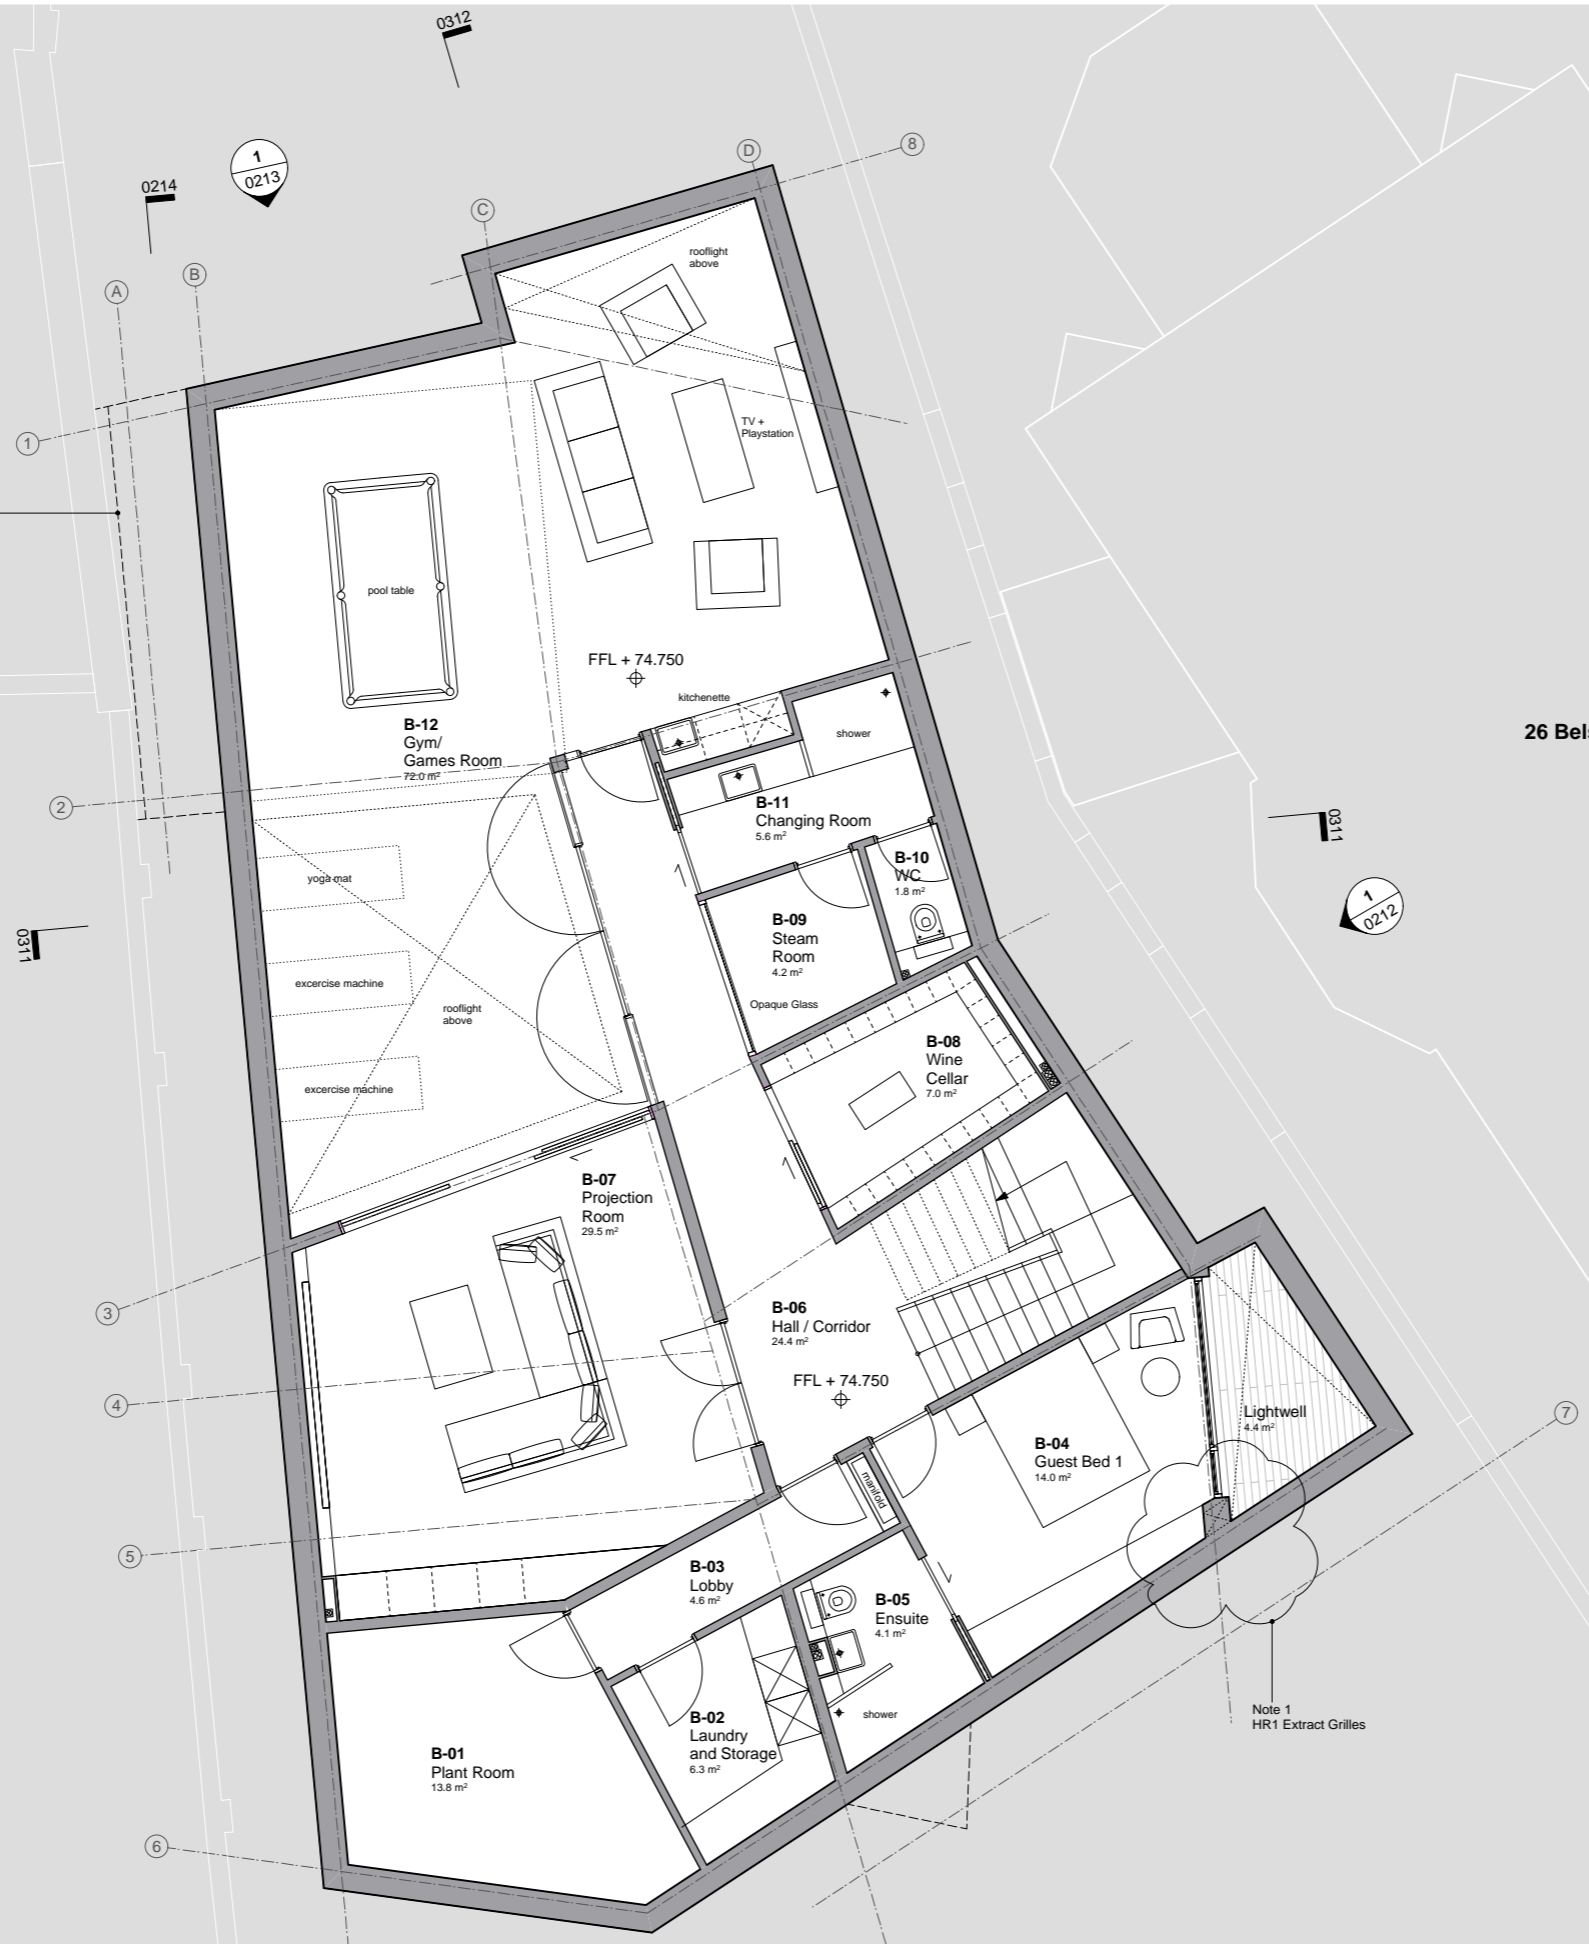 0312
1
0213
0214
D
8
C
B
A
rooflight
above
1
TV +
Playstation
pool table
FFL + 74.750
kitchenette
B-12
Gym/
Games Room
72.0 m²
shower
26 Bels
2
B-11
Changing Room
5.6 m²
0311
B-10
WC
1.8 m²
yoga mat
1
0212
B-09
Steam
Room
4.2 m²
0311
excercise machine
rooflight
above
Opaque Glass
B-08
Wine
Cellar
7.0 m²
excercise machine
B-07
Projection
Room
29.5 m²
3
B-06
Hall / Corridor
24.4 m²
FFL + 74.750
4
Lightwell
4.4 m²
7
B-04
Guest Bed 1
14.0 m²
manifold
5
B-03
Lobby
4.6 m²
B-05
Ensuite
4.1 m²
shower
Note 1
HR1 Extract Grilles
B-02
Laundry
and Storage
6.3 m²
B-01
Plant Room
13.8 m²
6